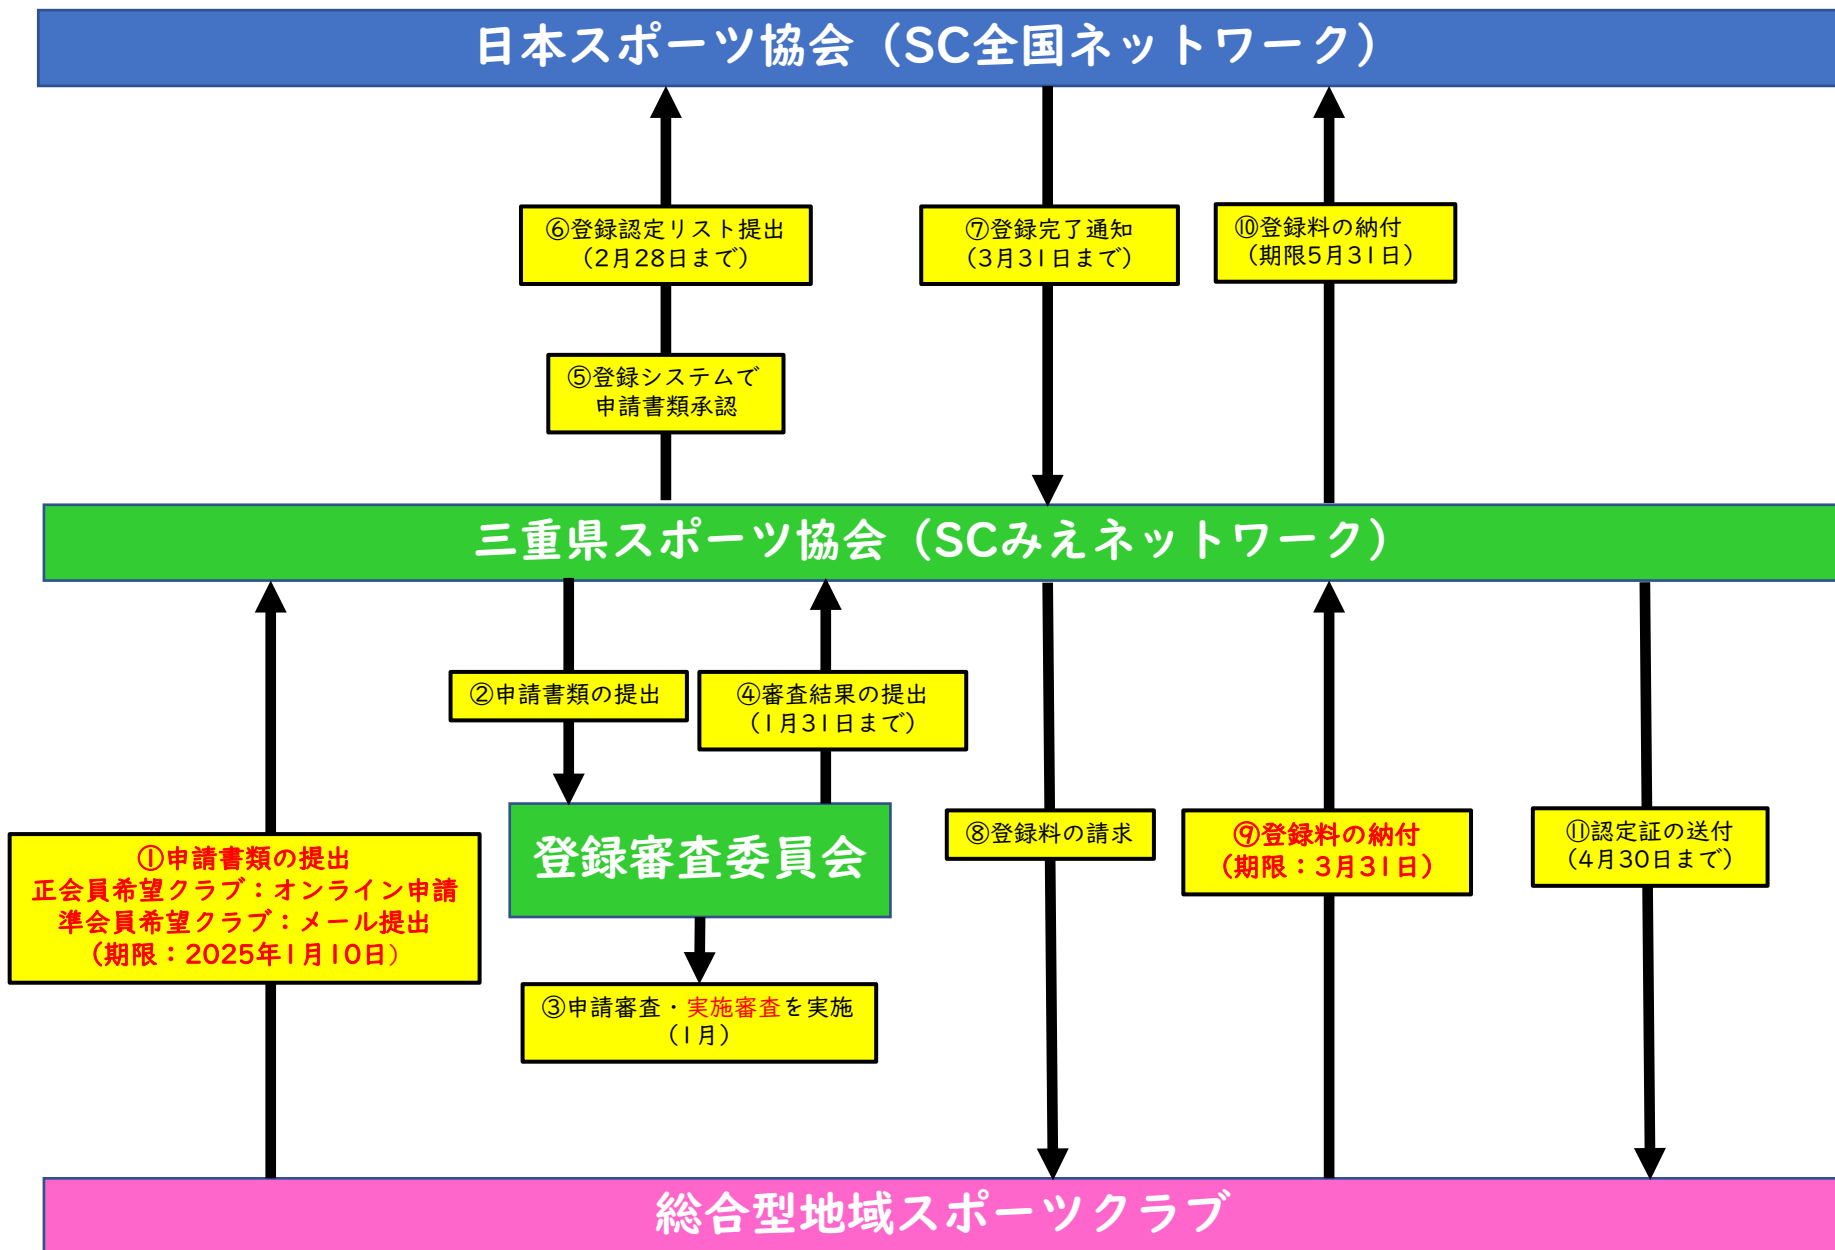 日本スポーツ協会（SC全国ネットワーク）
⑥登録認定リスト提出
（2月28日まで）
⑦登録完了通知
（3月31日まで）
⑩登録料の納付
（期限5月31日）
⑤登録システムで
申請書類承認
三重県スポーツ協会（SCみえネットワーク）
②申請書類の提出
④審査結果の提出
（1月31日まで）
登録審査委員会
⑧登録料の請求
⑨登録料の納付
（期限：3月31日）
⑪認定証の送付
（4月30日まで）
①申請書類の提出
正会員希望クラブ：オンライン申請
準会員希望クラブ：メール提出
（期限：2025年1月10日）
③申請審査・実施審査を実施
（1月）
総合型地域スポーツクラブ